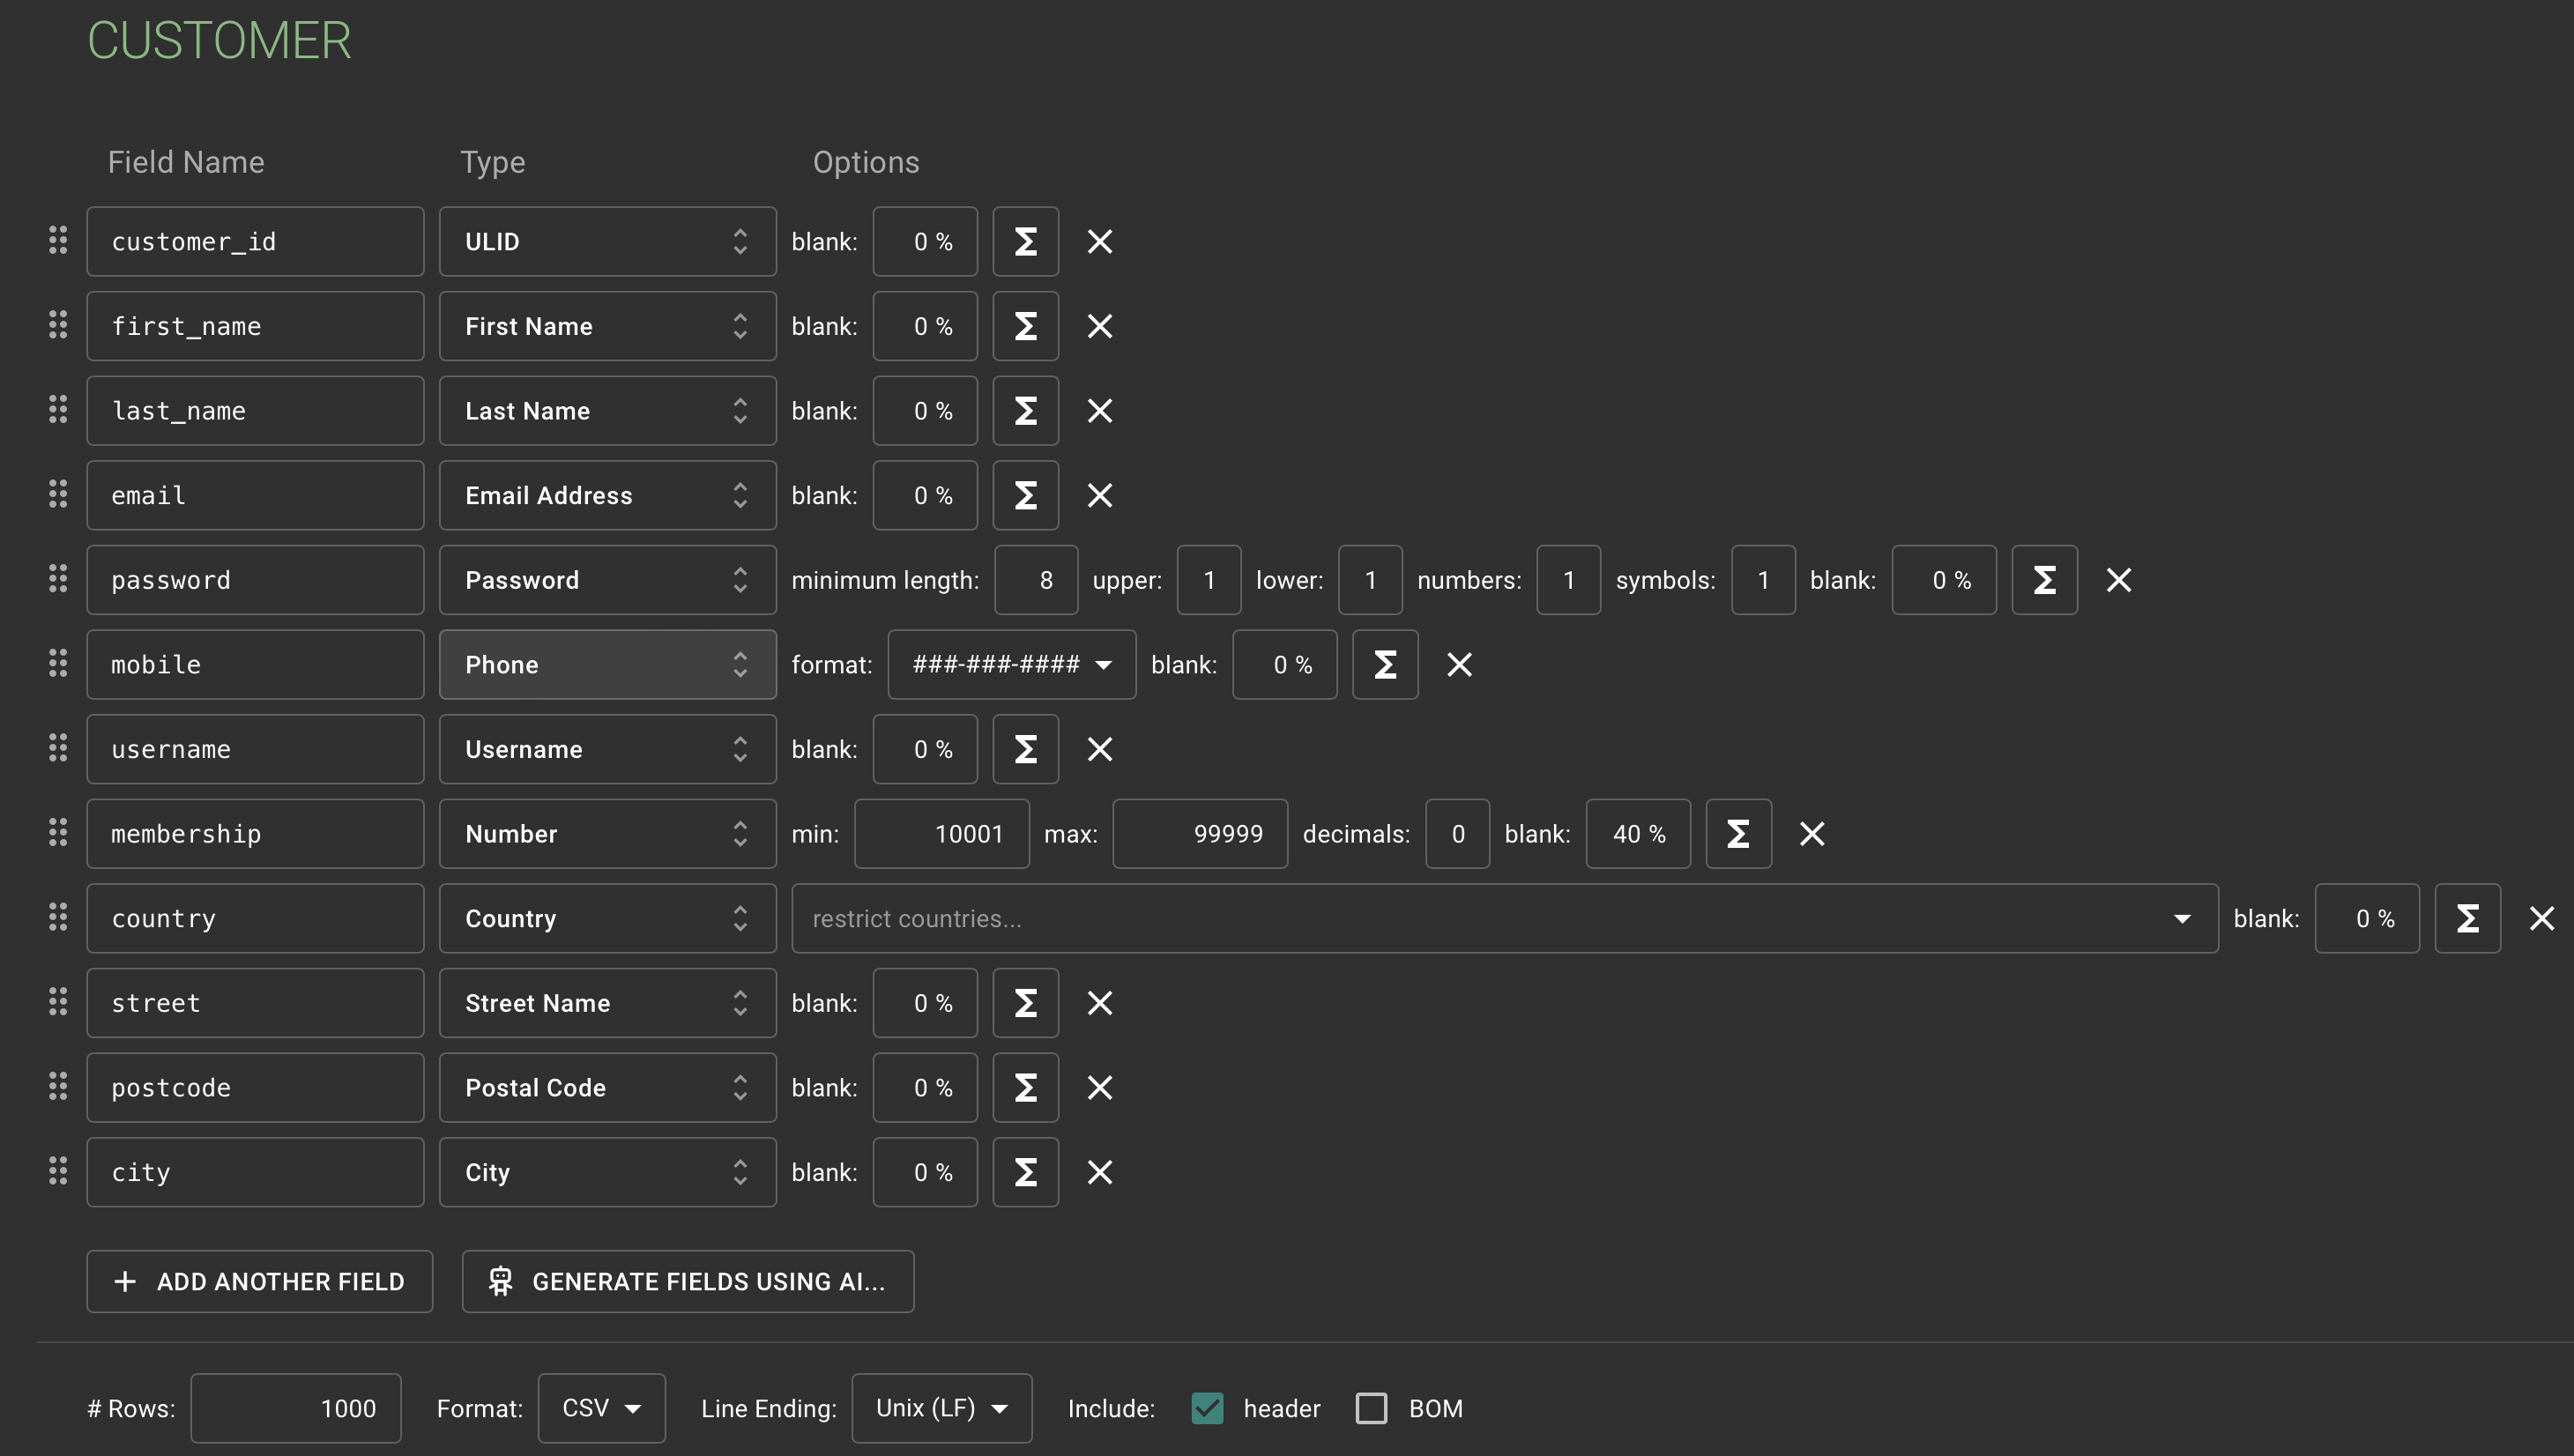 CUSTOMER
Field Name Type Options
customer_id ULID blank: 0 % Σ
first_name First Name blank: 0 % Σ
last_name Last Name blank: 0 % Σ
email Email Address blank: 0 % Σ
password Password minimum length: 8 upper: 1 lower: 1 numbers: 1 symbols: 1 blank: 0 % Σ
mobile Phone format: ###-###-#### blank: 0 % Σ
username Username blank: 0 % Σ
membership Number min: 10001 max: 99999 decimals: 0 blank: 40 % Σ
country Country restrict countries... blank: 0 % Σ
street Street Name blank: 0 % Σ
postcode Postal Code blank: 0 % Σ
city City blank: 0 % Σ
+ ADD ANOTHER FIELD GENERATE FIELDS USING AI...
# Rows: 1000 Format: CSV Line Ending: Unix (LF) Include: header BOM